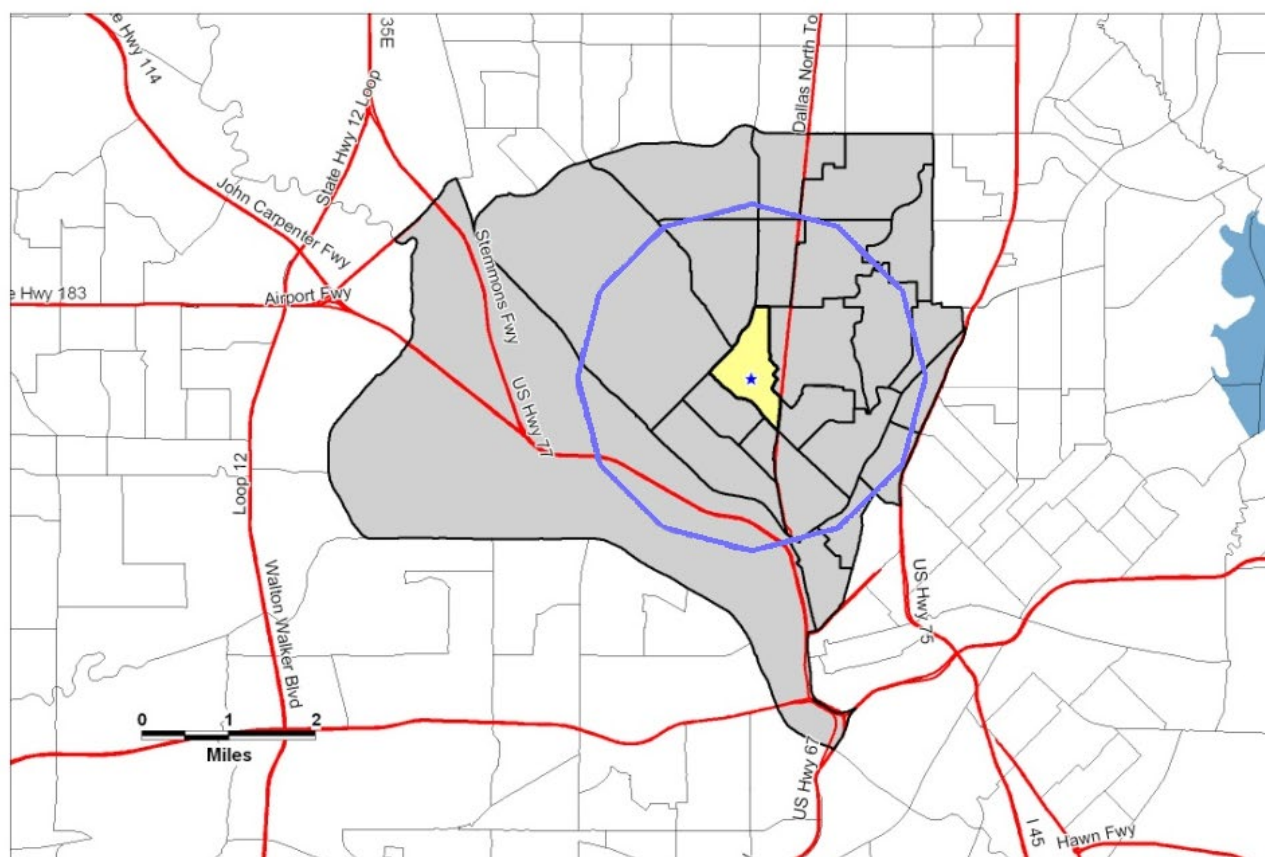 e Hwy 114
35E
Dallas North To
State Hwy 12 Loop
John Carpenter Fwy
Stemmons Fwy
e Hwy 183
Airport Fwy
US Hwy 77
Loop 12
US Hwy 75
Walton Walker Blvd
0 1 2
Miles
US Hwy 67
I 45
Hawn Fwy